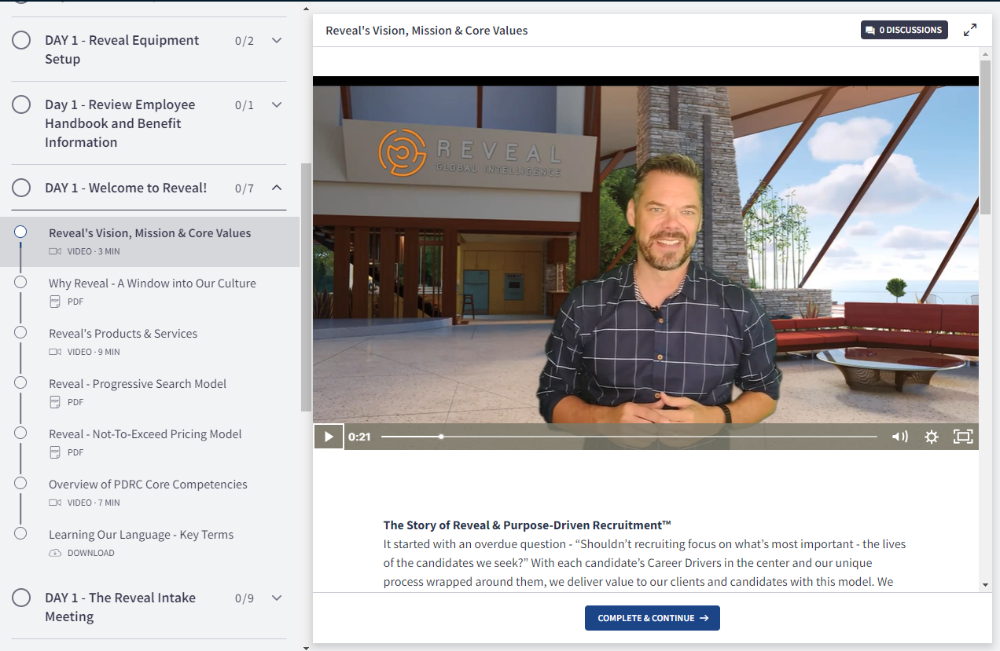 DAY 1 - Reveal Equipment
Setup
0/2
Day 1 - Review Employee
Handbook and Benefit
Information
0/1
DAY 1 - Welcome to Reveal!
0/7
Reveal's Vision, Mission & Core Values
VIDEO · 3 MIN
Why Reveal - A Window into Our Culture
PDF
PDF
Reveal's Products & Services
VIDEO · 9 MIN
Reveal - Progressive Search Model
PDF
PDF
Reveal - Not-To-Exceed Pricing Model
PDF
PDF
Overview of PDRC Core Competencies
VIDEO · 7 MIN
Learning Our Language - Key Terms
DOWNLOAD
DAY 1 - The Reveal Intake
Meeting
0/9
Reveal's Vision, Mission & Core Values
0 DISCUSSIONS
REVEAL
GLOBAL INTELLIGENCE
0:21
The Story of Reveal & Purpose-Driven Recruitment™
It started with an overdue question - “Shouldn’t recruiting focus on what’s most important - the lives
of the candidates we seek?” With each candidate’s Career Drivers in the center and our unique
process wrapped around them, we deliver value to our clients and candidates with this model. We
COMPLETE & CONTINUE →